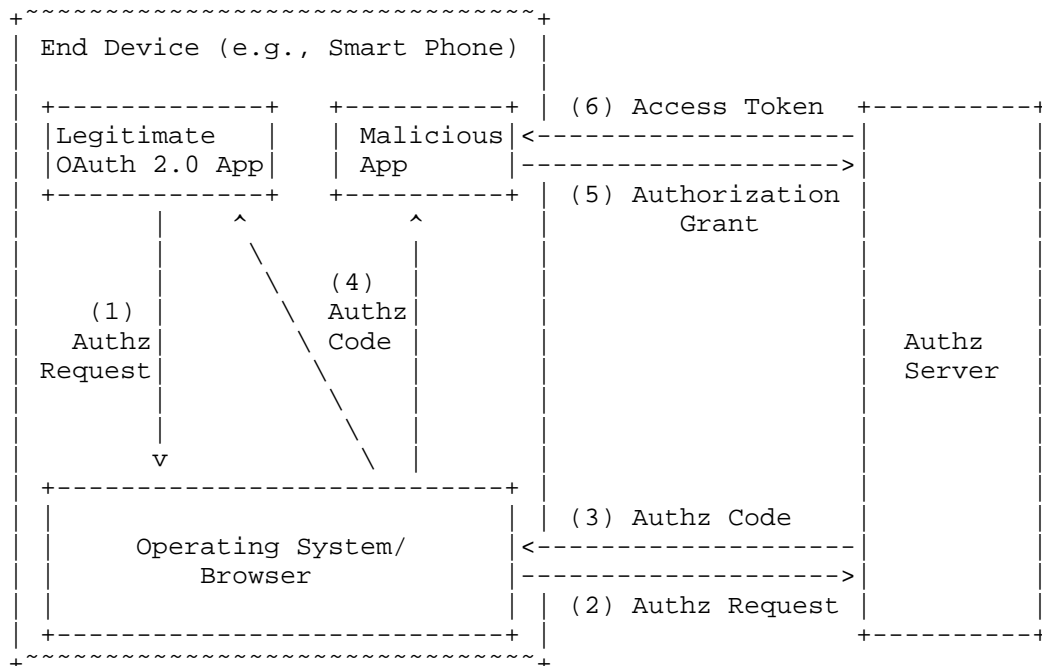 End Device (e.g., Smart Phone)
(6) Access Token
Legitimate
Malicious
OAuth 2.0 App
App
(5) Authorization
Grant
(4)
(1)
Authz
Authz
Code
Authz
Request
Server
v
(3) Authz Code
Operating System/
Browser
(2) Authz Request